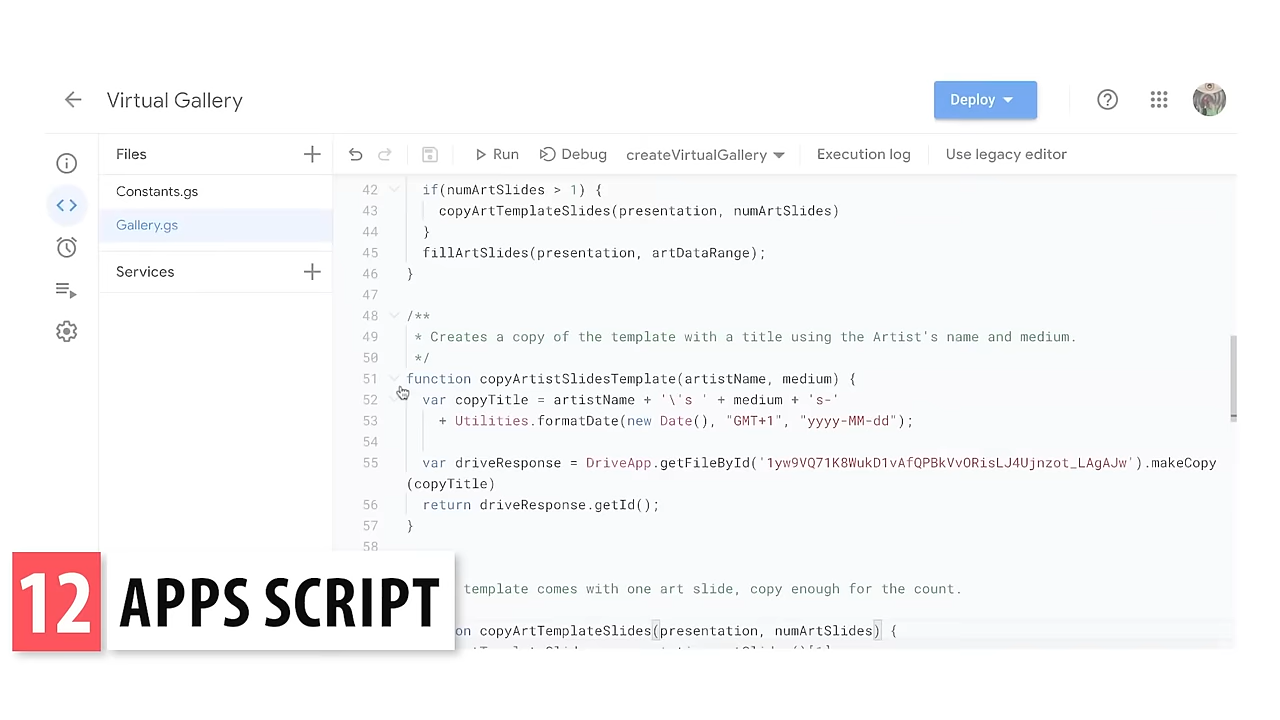 Virtual Gallery
Deploy
Files
Run
Debug
createVirtualGallery
Execution log
Use legacy editor
Constants.gs
Gallery.gs
Services
42 if(numArtSlides > 1) {
43 copyArtTemplateSlides(presentation, numArtSlides)
44 }
45 fillArtSlides(presentation, artDataRange);
46 }
47
48 /**
49 * Creates a copy of the template with a title using the Artist's name and medium.
50 */
51 function copyArtistSlidesTemplate(artistName, medium) {
52 var copyTitle = artistName + '\'s ' + medium + 's-'
53 + Utilities.formatDate(new Date(), "GMT+1", "yyyy-MM-dd");
54
55 var driveResponse = DriveApp.getFileById('1yw9VQ71K8WukD1vAfQPBkVvORisLJ4Ujnzot_LAgAJw').makeCopy
(copyTitle)
56 return driveResponse.getId();
57 }
58
template comes with one art slide, copy enough for the count.
on copyArtTemplateSlides(presentation, numArtSlides) {
12 APPS SCRIPT